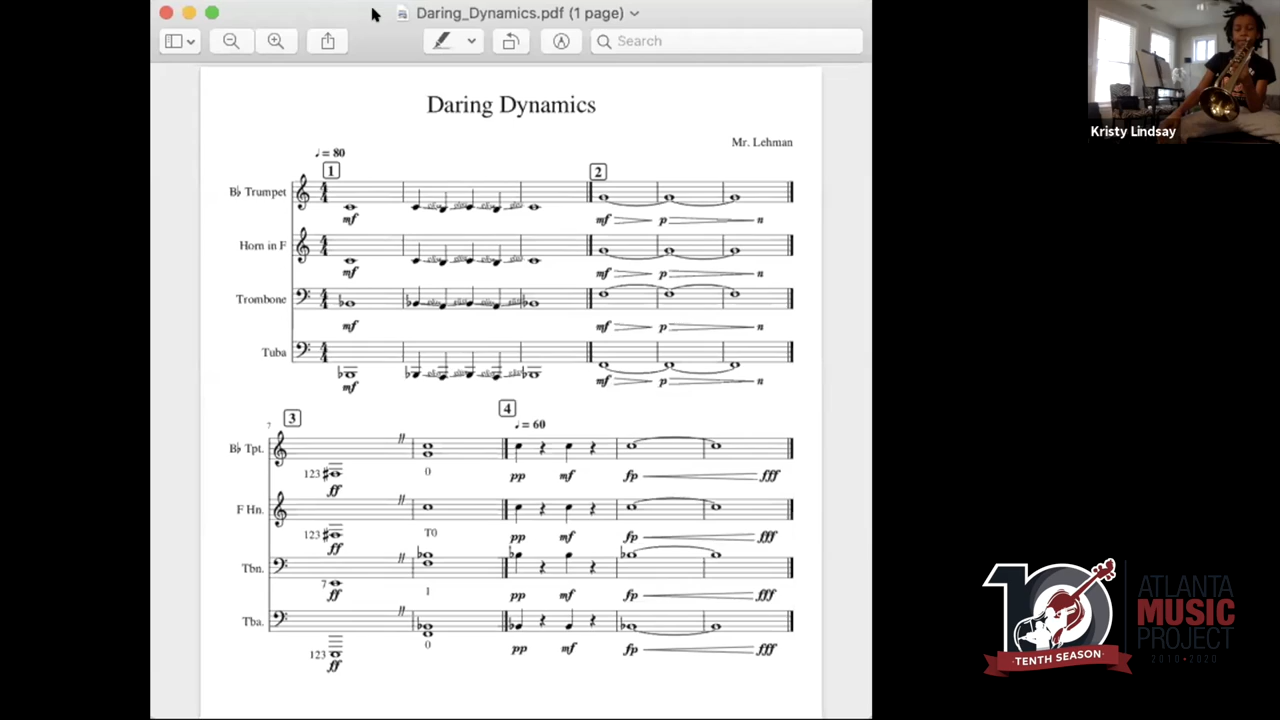 Daring_Dynamics.pdf (1 page)
Search
Kristy Lindsay
Daring Dynamics
Mr. Lehman
♩= 80
1
2
B♭ Trumpet
mf
mf p n
Horn in F
mf
mf p n
Trombone
mf
mf p n
Tuba
mf
mf p n
7
3
4
♩= 60
B♭ Tpt.
123
0
ff
pp mf fp fff
F Hn.
123
T0
ff
pp mf fp fff
Tbn.
7
1
ff
pp mf fp fff
Tba.
123
0
ff
pp mf fp fff
10
TENTH SEASON
ATLANTA
MUSIC
PROJECT
2010•2020